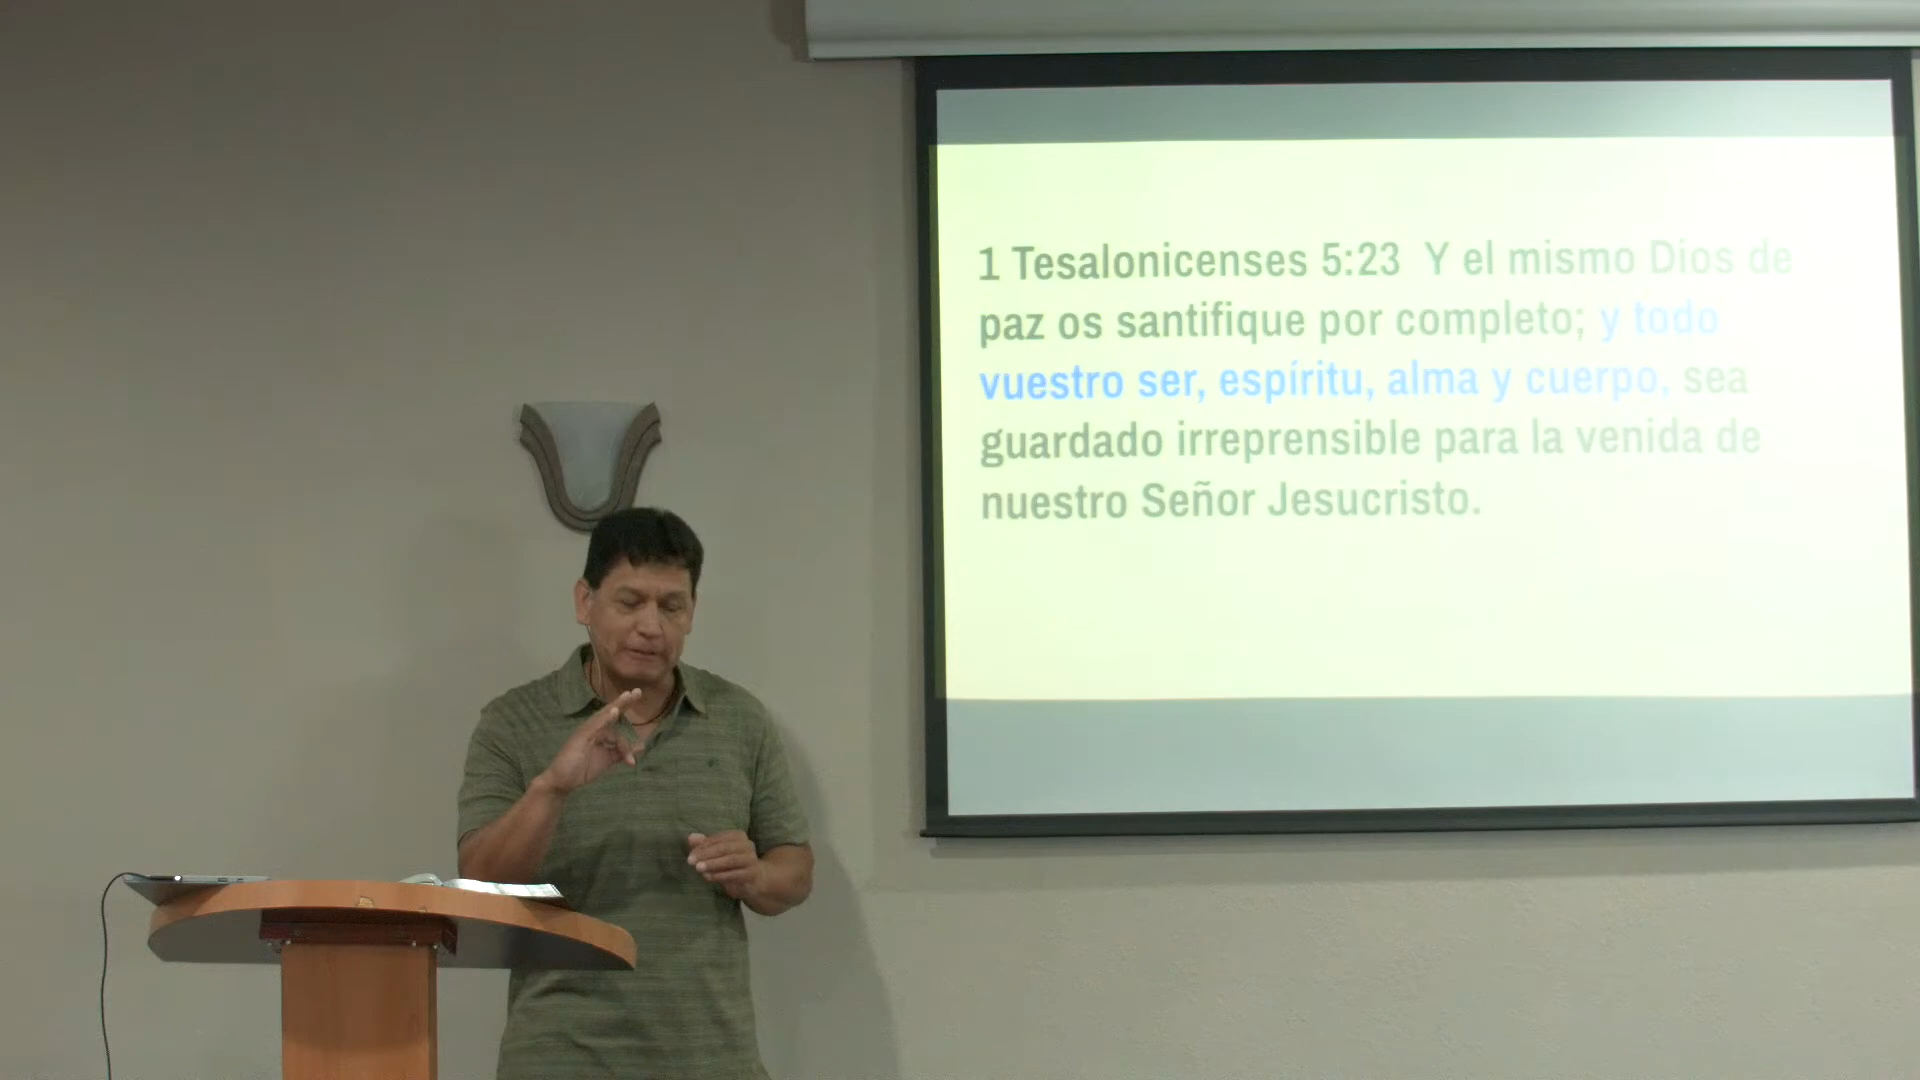 1 Tesalonicenses 5:23 Y el mismo Dios de
paz os santifique por completo; y todo
vuestro ser, espíritu, alma y cuerpo, sea
guardado irreprensible para la venida de
nuestro Señor Jesucristo.